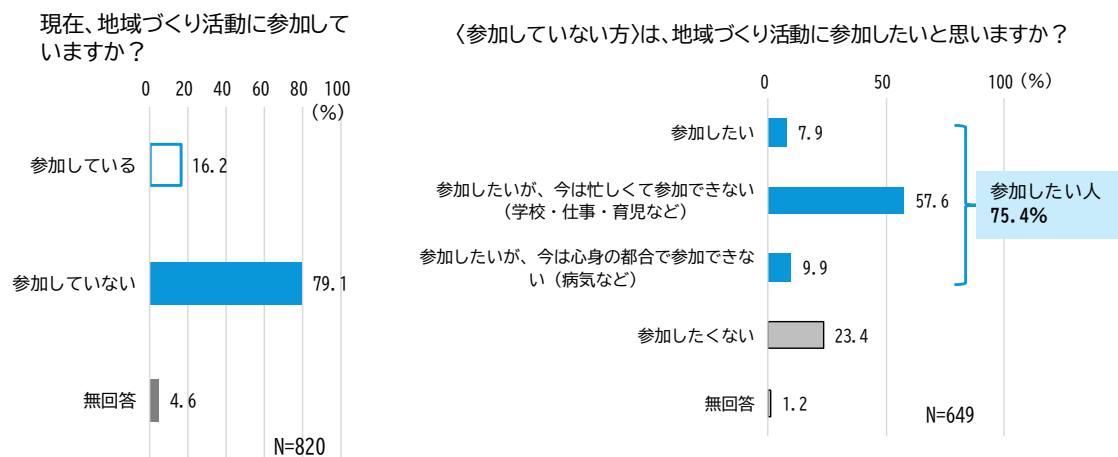 現在、地域づくり活動に参加して
いますか？
0 20 40 60 80 100
(%)
参加している
16.2
参加していない
79.1
無回答
4.6
N=820
〈参加していない方〉は、地域づくり活動に参加したいと思いますか？
0 50 100 (%)
参加したい
7.9
参加したいが、今は忙しくて参加できない
（学校・仕事・育児など）
57.6
参加したいが、今は心身の都合で参加できな
い（病気など）
9.9
参加したい人
75.4%
参加したくない
23.4
無回答
1.2
N=649